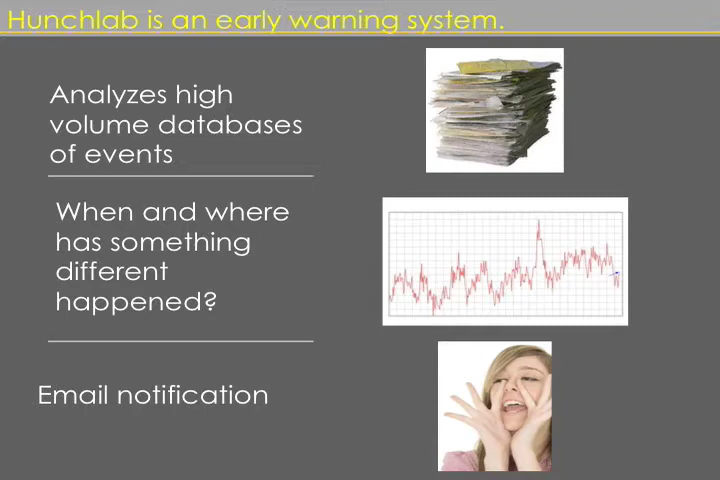 Hunchlab is an early warning system.
Analyzes high
volume databases
of events
When and where
has something
different
happened?
Email notification